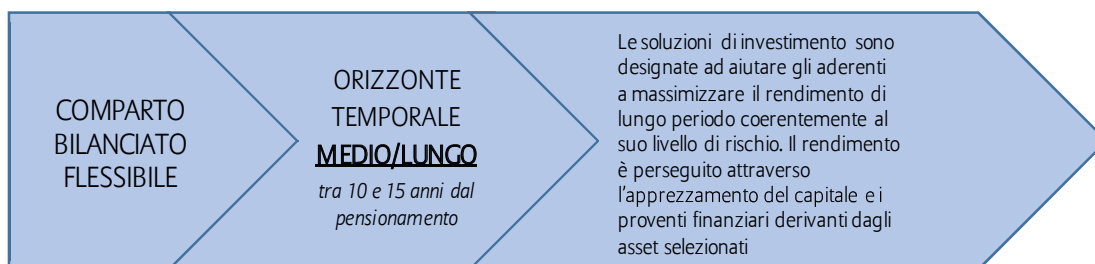 COMPARTO
BILANCIATO
FLESSIBILE
ORIZZONTE
TEMPORALE
MEDIO/LUNGO
tra 10 e 15 anni dal
pensionamento
Le soluzioni di investimento sono
designate ad aiutare gli aderenti
a massimizzare il rendimento di
lungo periodo coerentemente al
suo livello di rischio. Il rendimento
è perseguito attraverso
l'apprezzamento del capitale e i
proventi finanziari derivanti dagli
asset selezionati